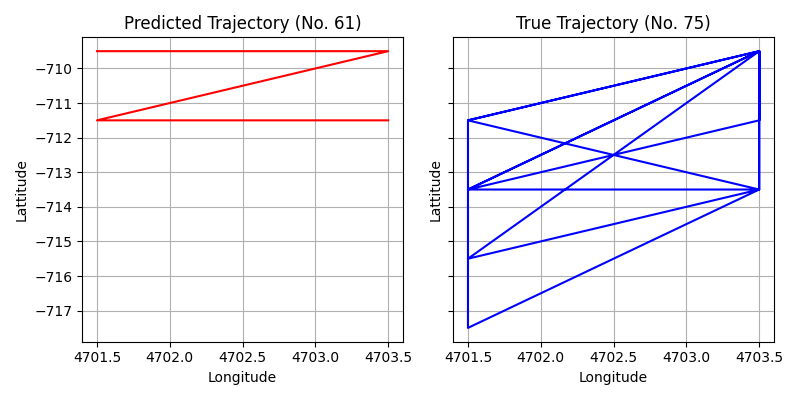 Predicted Trajectory (No. 61)
Lattitude
−710
−711
−712
−713
−714
−715
−716
−717
4701.5 4702.0 4702.5 4703.0 4703.5
Longitude
True Trajectory (No. 75)
Lattitude
4701.5 4702.0 4702.5 4703.0 4703.5
Longitude